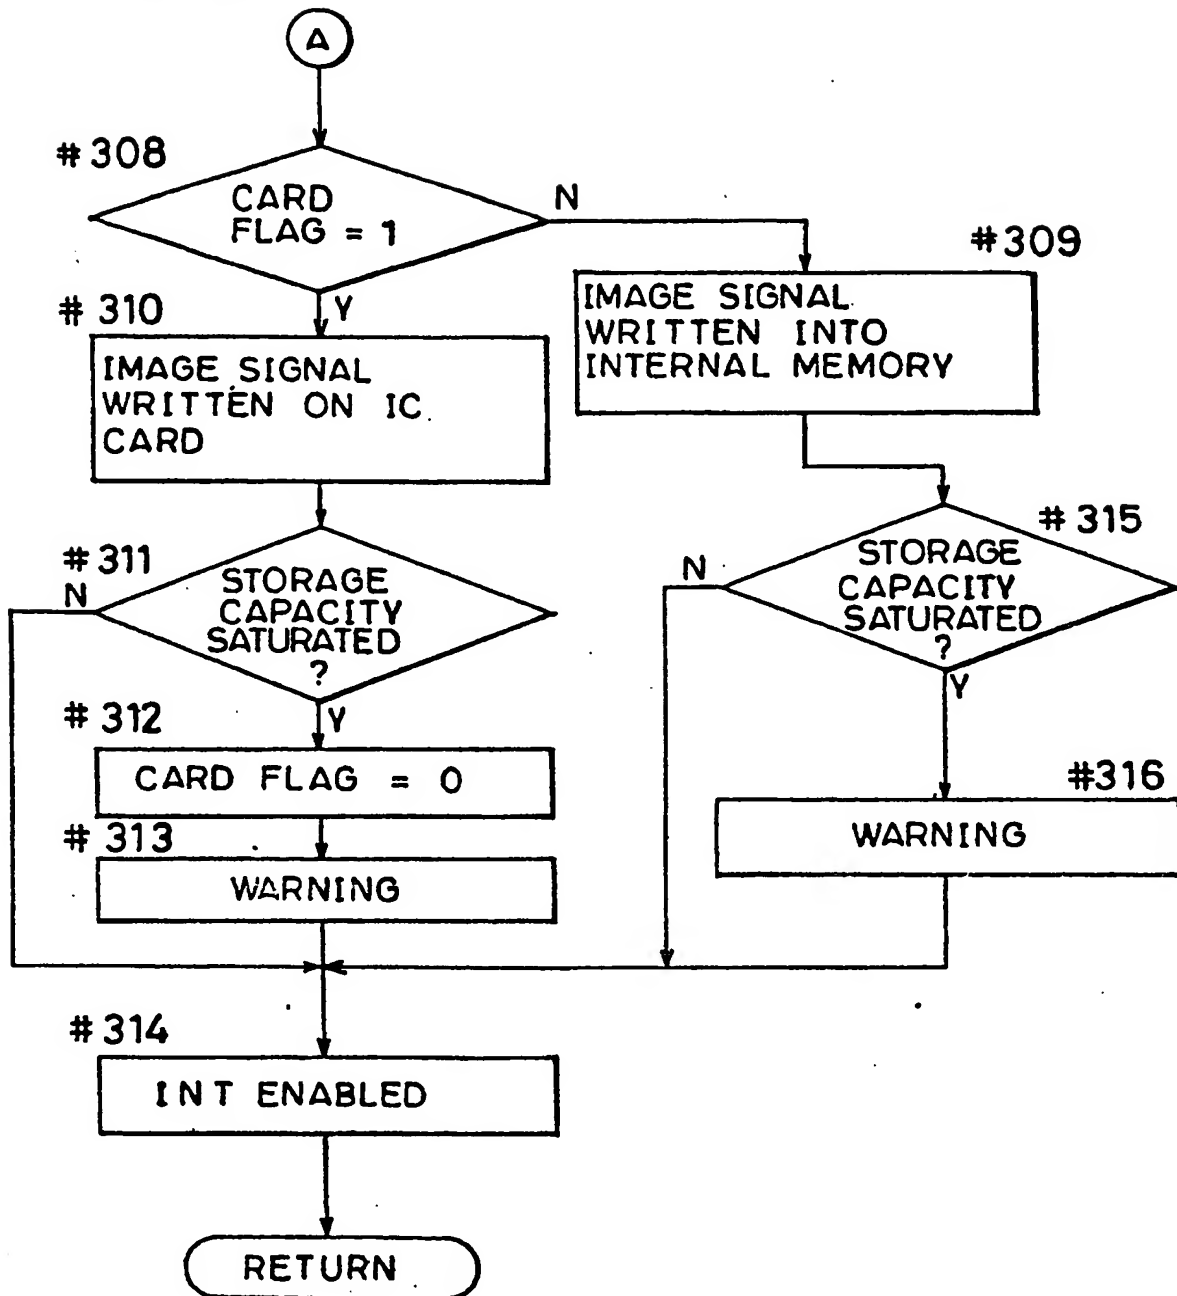 A
#308
CARD
FLAG = 1
N
Y
#309
IMAGE SIGNAL
WRITTEN INTO
INTERNAL MEMORY
#310
IMAGE SIGNAL
WRITTEN ON IC
CARD
#311
N
STORAGE
CAPACITY
SATURATED
?
Y
#315
N
STORAGE
CAPACITY
SATURATED
?
Y
#312
CARD FLAG = 0
#313
WARNING
#316
WARNING
#314
INT ENABLED
RETURN